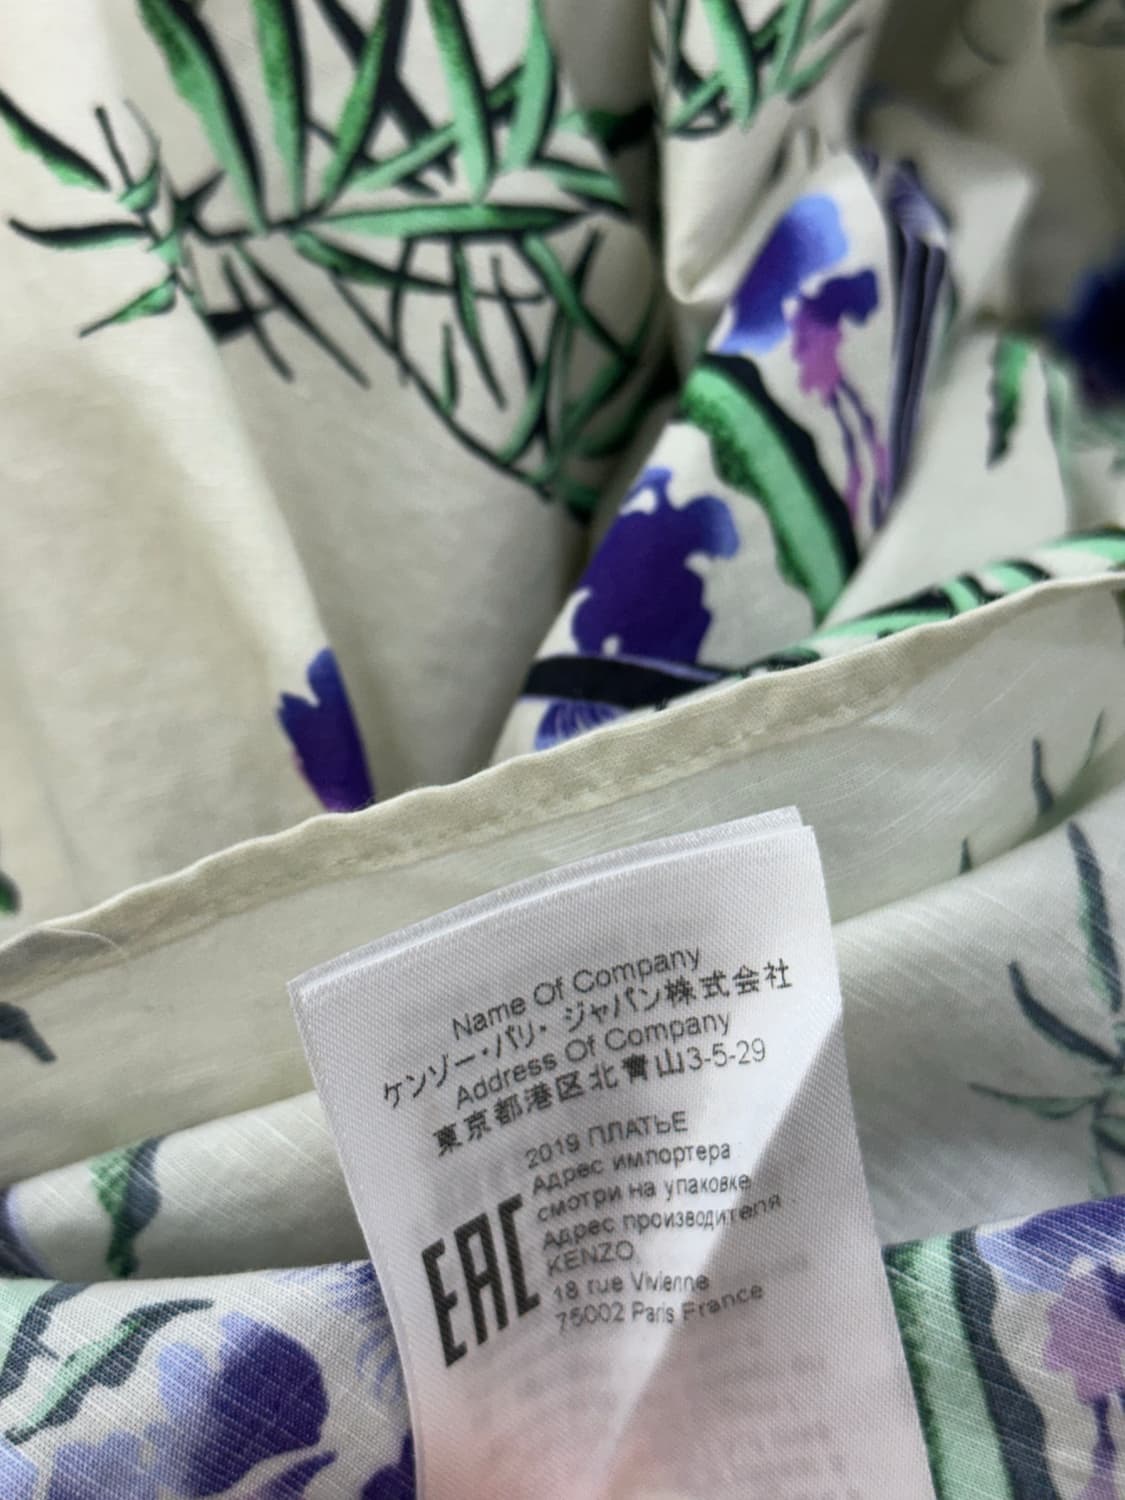 Name Of Company
ケンゾー・パリ・ジャパン株式会社
Address Of Company
東京都港区北青山3-5-29
2019 ПЛАТЬЕ
Адрес импортера
смотри на упаковке
Адрес производителя
KENZO
18 rue Vivienne
75002 Paris France
EAC